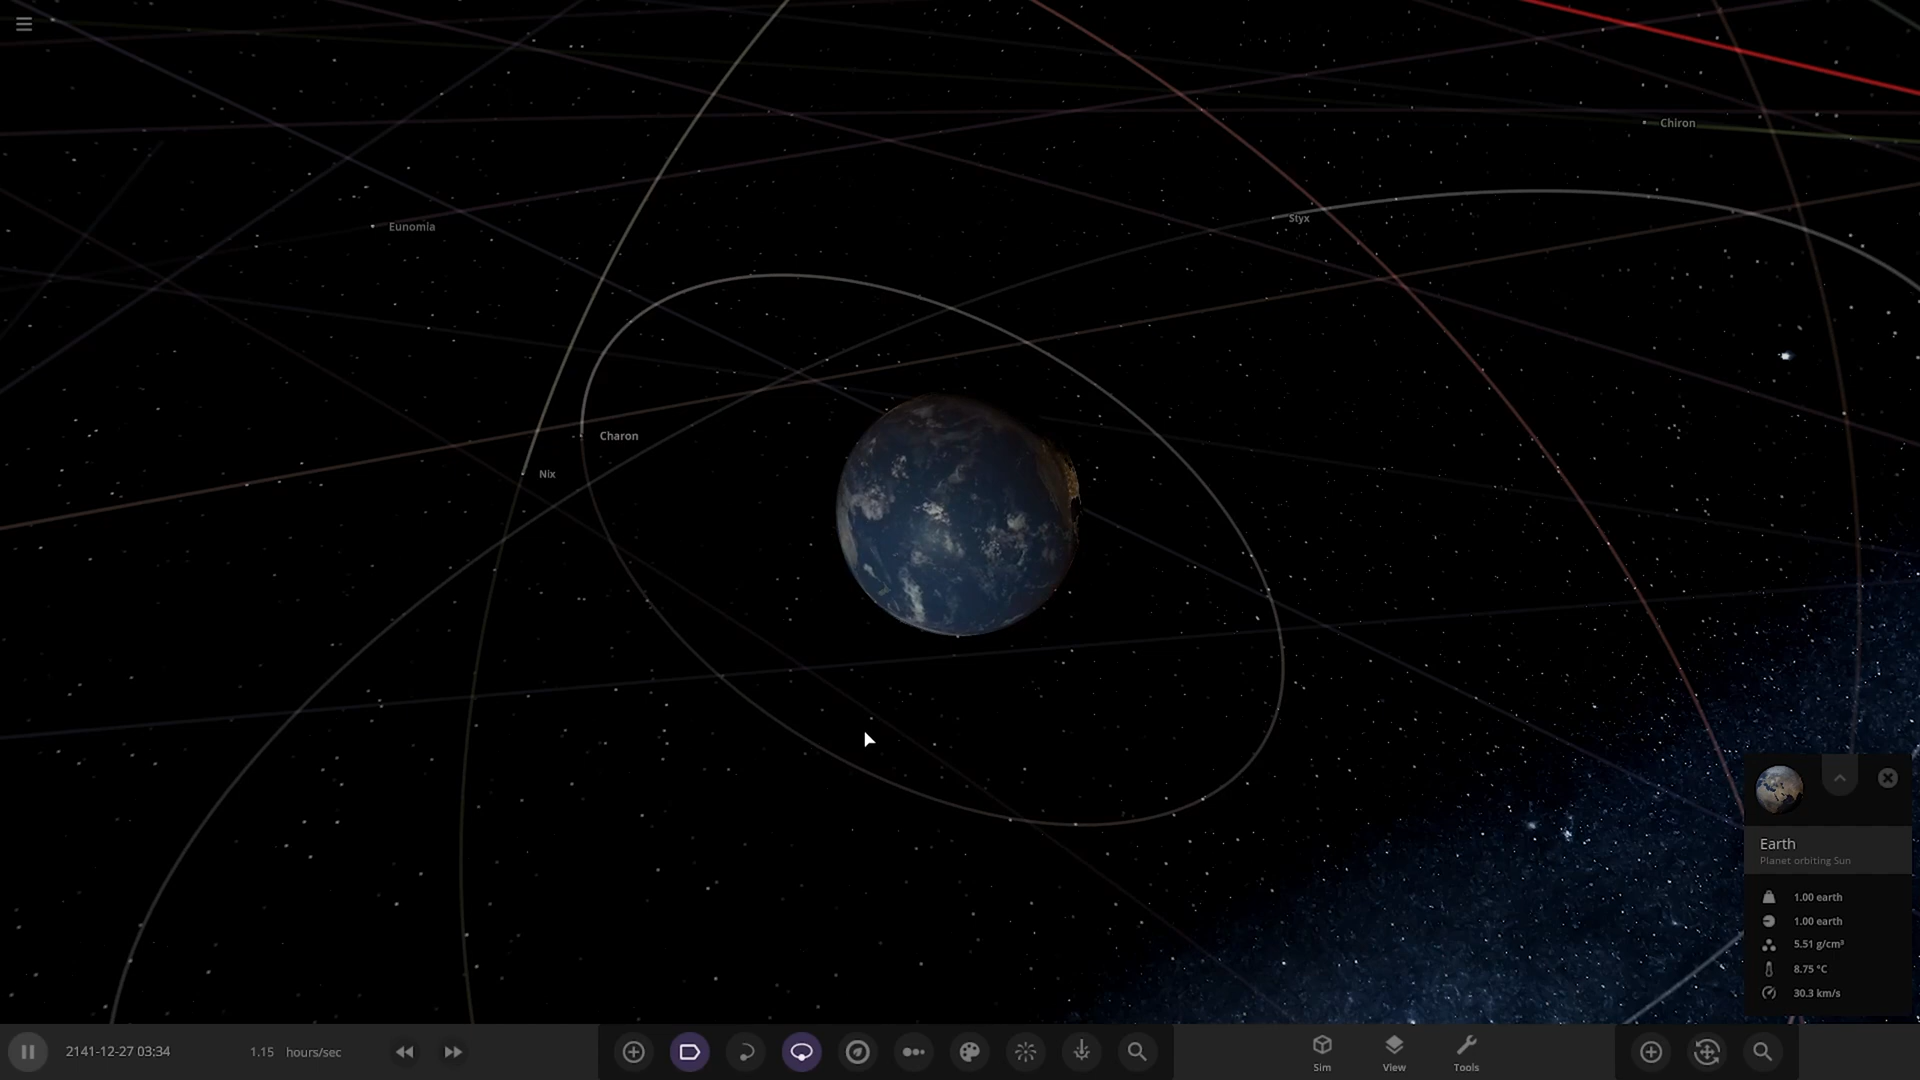 Chiron
Styx
Eunomia
Charon
Nix
Earth
Planet orbiting Sun
1.00 earth
1.00 earth
5.51 g/cm³
8.75 °C
30.3 km/s
2141-12-27 03:34
1.15 hours/sec
Sim
View
Tools